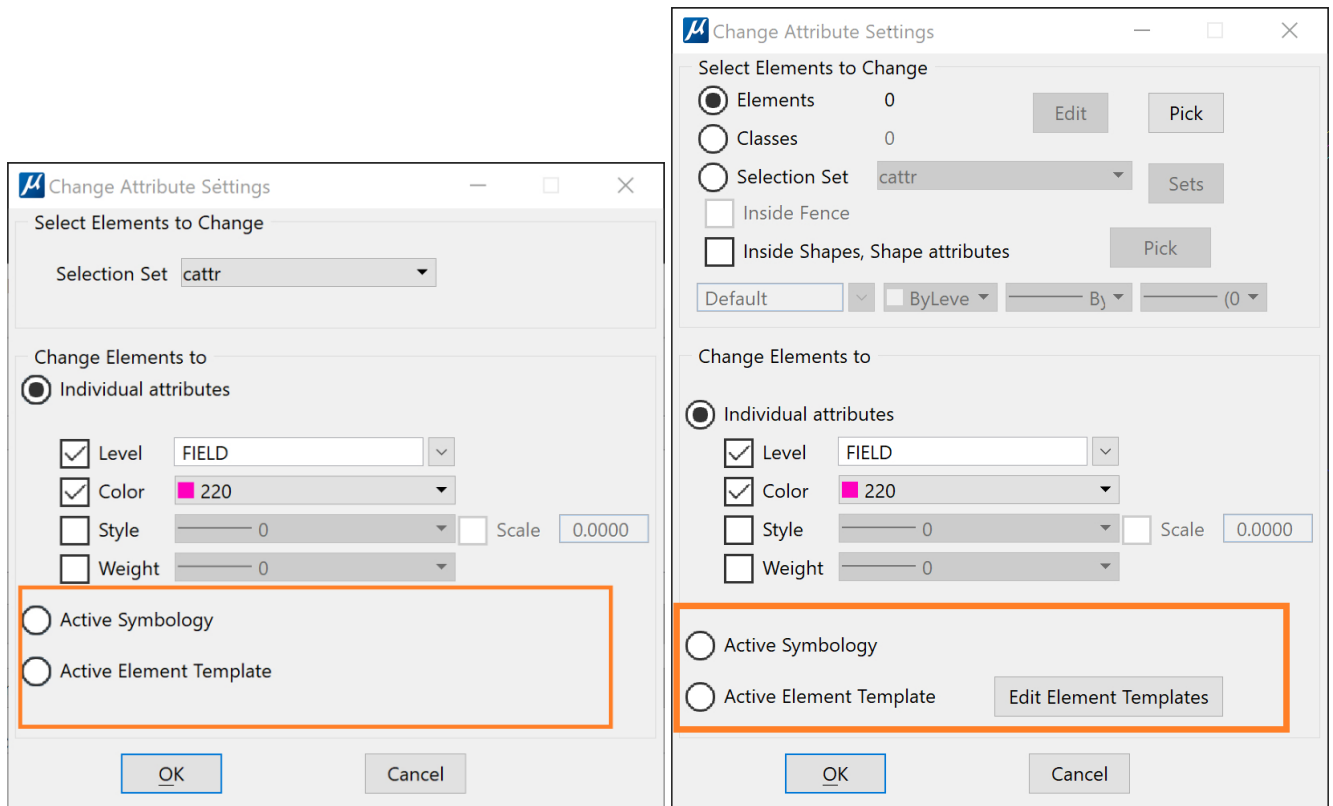 Change Attribute Settings
Select Elements to Change
Selection Set cattr
Change Elements to
Individual attributes
Level FIELD
Color 220
Style 0 Scale 0.0000
Weight 0
Active Symbology
Active Element Template
OK Cancel
Change Attribute Settings
Select Elements to Change
Elements 0 Edit Pick
Classes 0
Selection Set cattr Sets
Inside Fence
Inside Shapes, Shape attributes Pick
Default ByLeve By (0
Change Elements to
Individual attributes
Level FIELD
Color 220
Style 0 Scale 0.0000
Weight 0
Active Symbology
Active Element Template Edit Element Templates
OK Cancel